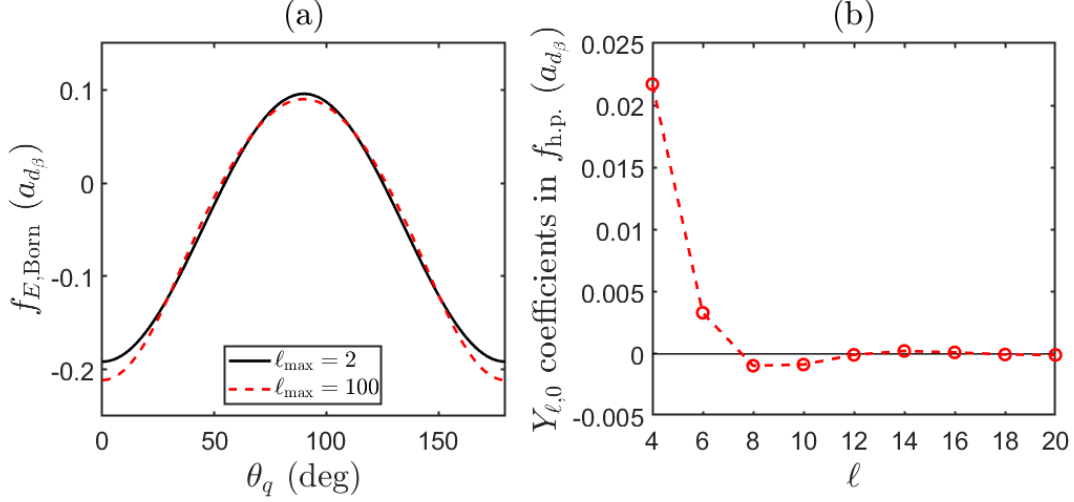 (a)
f_{E,Born} (a_{d_β})
0.1
0
-0.1
-0.2
ℓ_max = 2
ℓ_max = 100
0 50 100 150
θ_q (deg)
(b)
Y_{ℓ,0} coefficients in f_{h.p.} (a_{d_β})
0.025
0.02
0.015
0.01
0.005
0
-0.005
4 6 8 10 12 14 16 18 20
ℓ